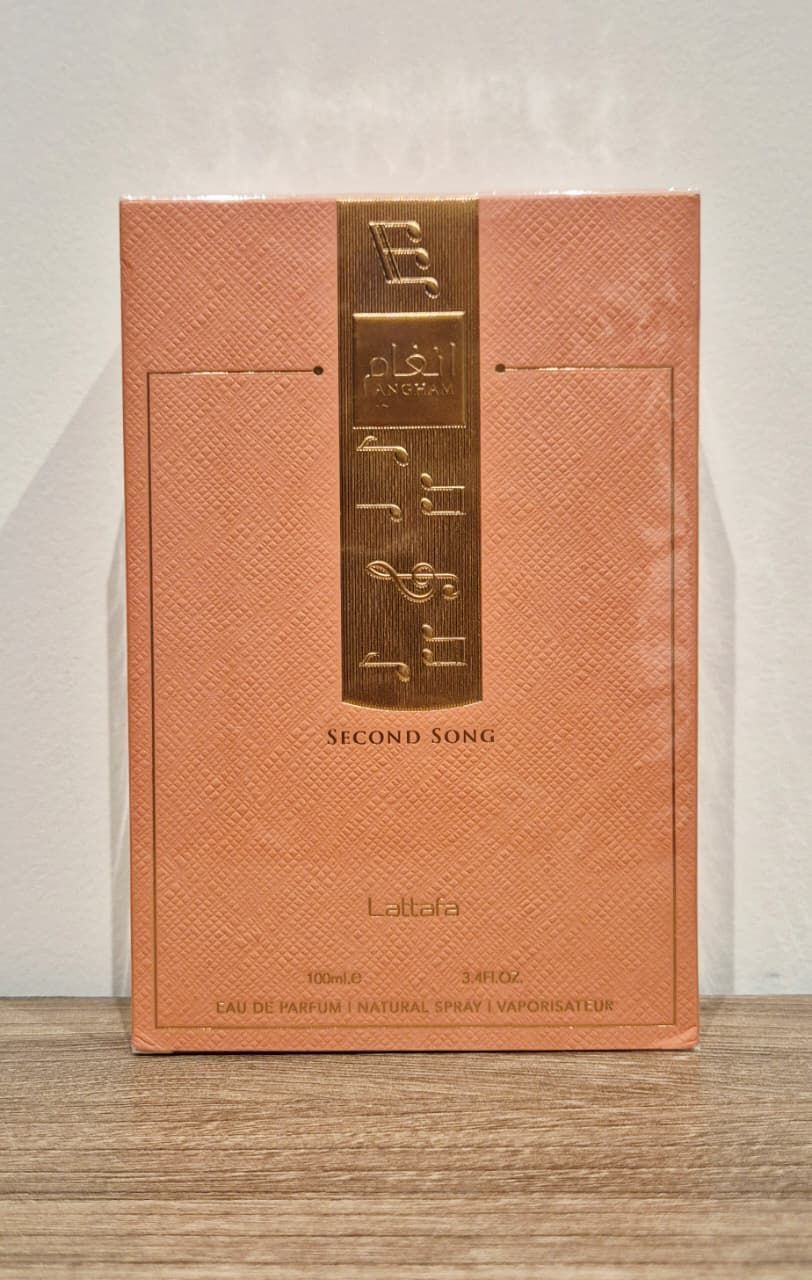 انغام
ANGHAM
SECOND SONG
Lattafa
100ml.e 3.4FL.OZ.
EAU DE PARFUM | NATURAL SPRAY | VAPORISATEUR